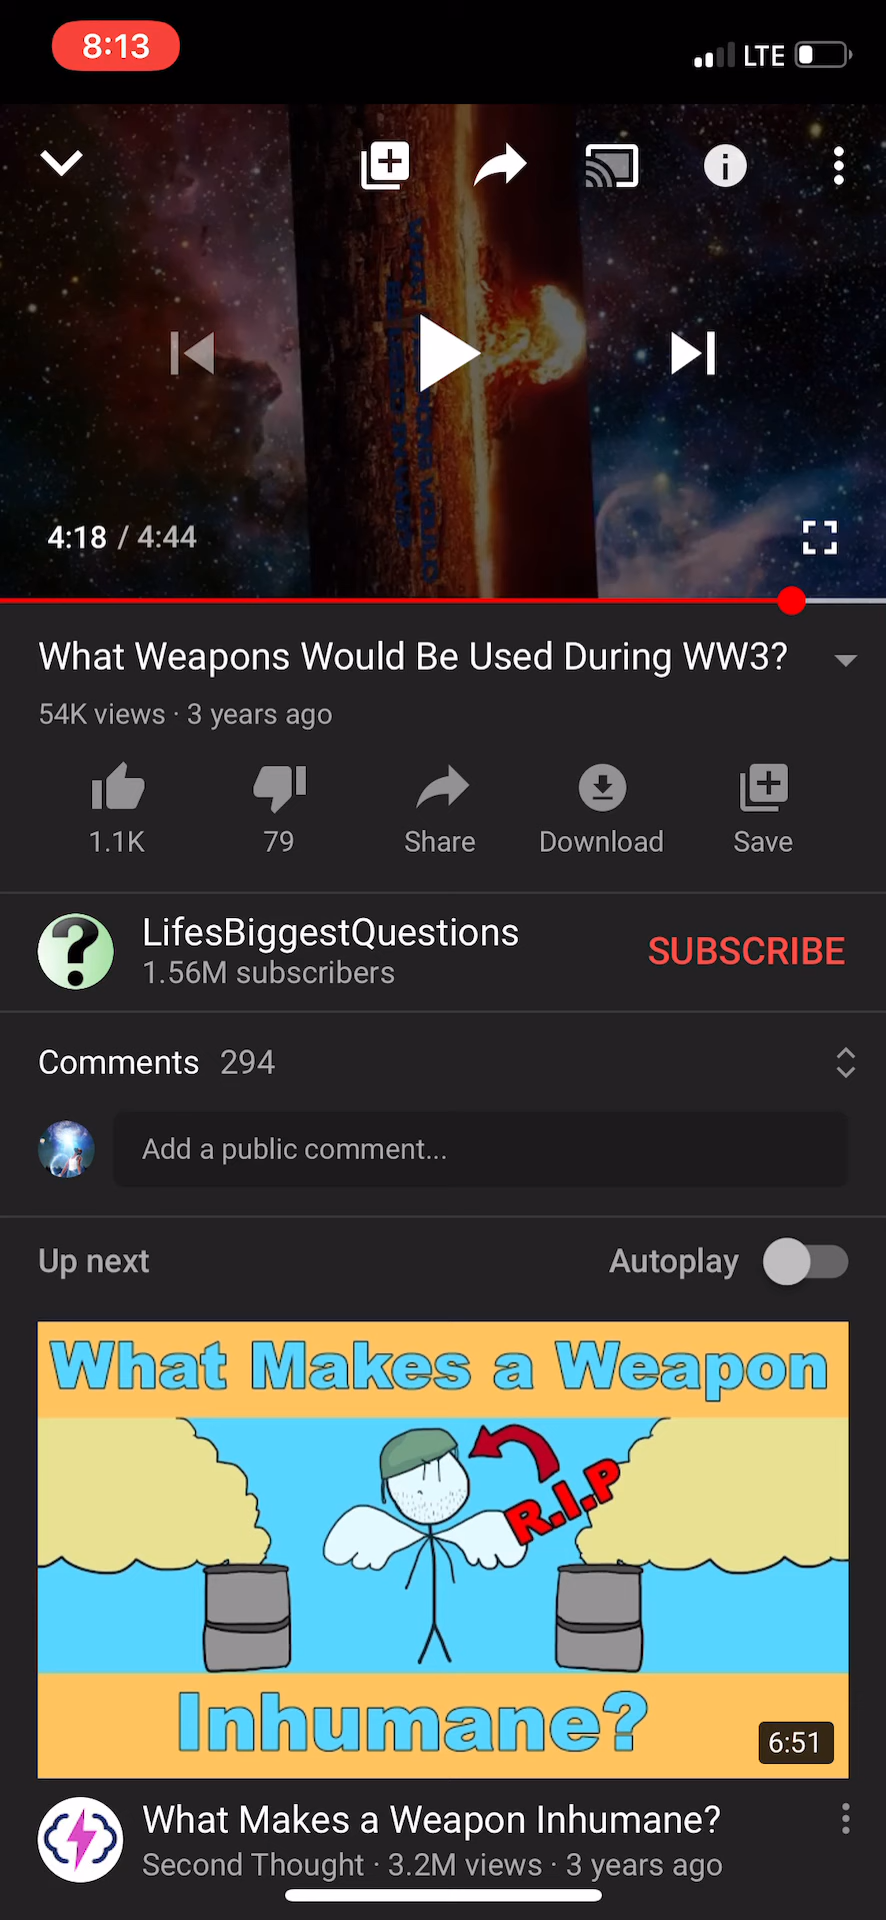 8:13
LTE
4:18 / 4:44
What Weapons Would Be Used During WW3?
54K views · 3 years ago
1.1K
79
Share
Download
Save
LifesBiggestQuestions
1.56M subscribers
SUBSCRIBE
Comments 294
Add a public comment...
Up next
Autoplay
What Makes a Weapon
R.I.P
Inhumane?
6:51
What Makes a Weapon Inhumane?
Second Thought · 3.2M views · 3 years ago